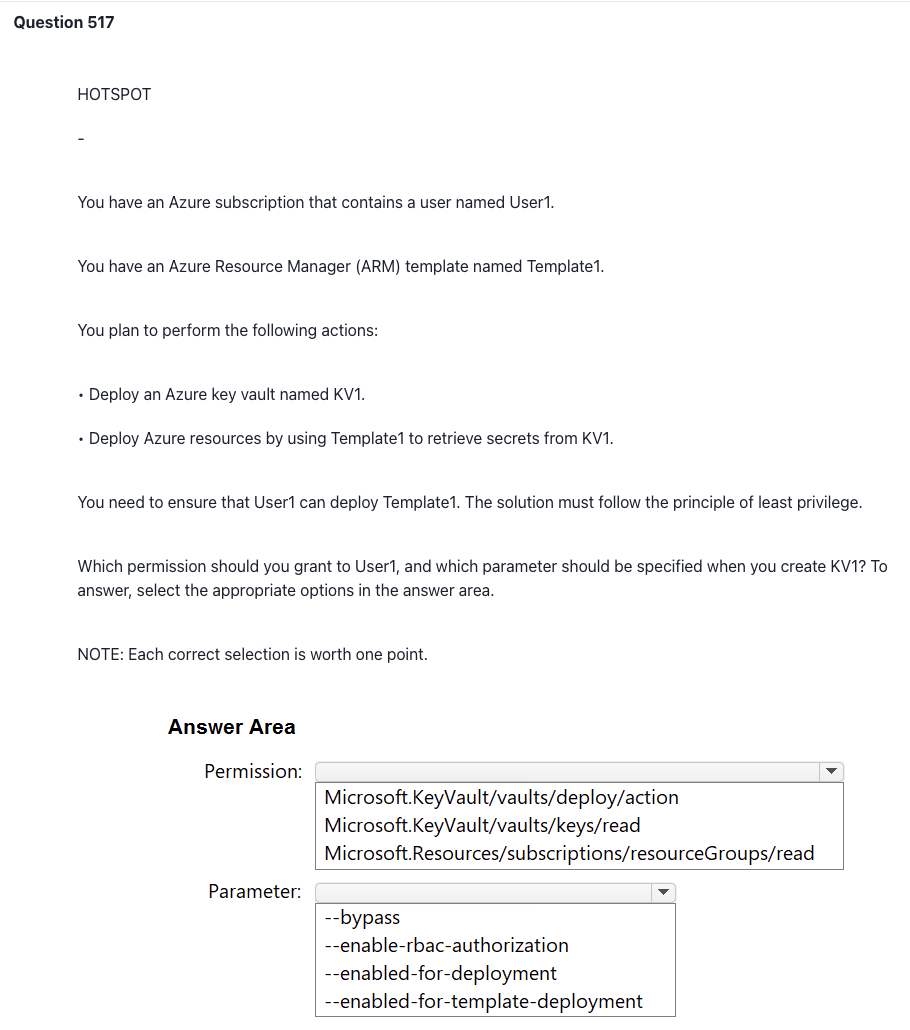 Question 517
HOTSPOT
-
You have an Azure subscription that contains a user named User1.
You have an Azure Resource Manager (ARM) template named Template1.
You plan to perform the following actions:
• Deploy an Azure key vault named KV1.
• Deploy Azure resources by using Template1 to retrieve secrets from KV1.
You need to ensure that User1 can deploy Template1. The solution must follow the principle of least privilege.
Which permission should you grant to User1, and which parameter should be specified when you create KV1? To
answer, select the appropriate options in the answer area.
NOTE: Each correct selection is worth one point.
Answer Area
Permission:
Microsoft.KeyVault/vaults/deploy/action
Microsoft.KeyVault/vaults/keys/read
Microsoft.Resources/subscriptions/resourceGroups/read
Parameter:
--bypass
--enable-rbac-authorization
--enabled-for-deployment
--enabled-for-template-deployment